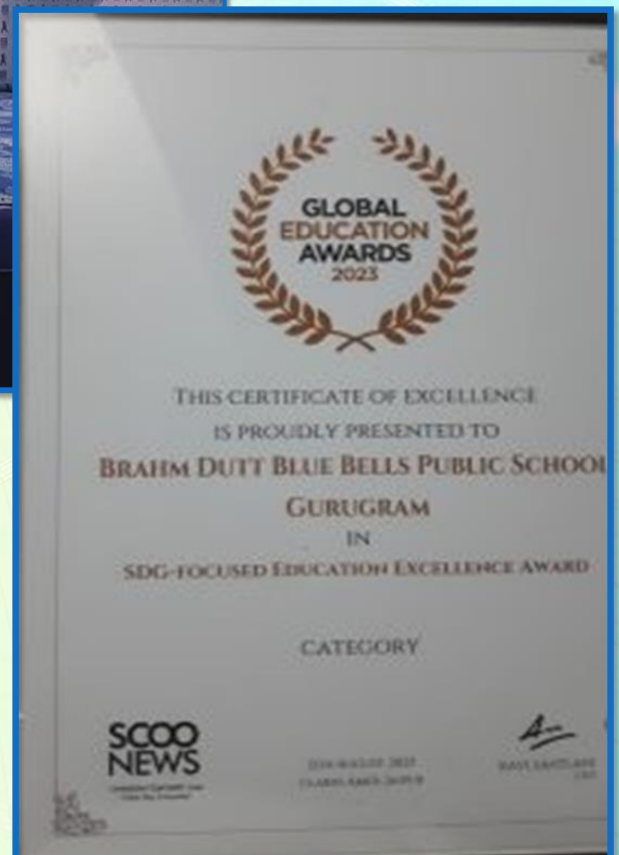 GLOBAL
EDUCATION
AWARDS
2023
THIS CERTIFICATE OF EXCELLENCE
IS PROUDLY PRESENTED TO
BRAHM DUTT BLUE BELLS PUBLIC SCHOOL
GURUGRAM
IN
SDG-FOCUSED EDUCATION EXCELLENCE AWARD
CATEGORY
SCOO
NEWS